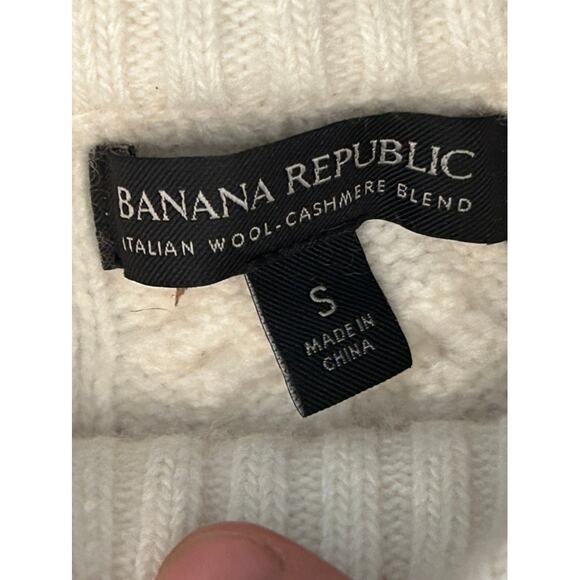 BANANA REPUBLIC
ITALIAN WOOL-CASHMERE BLEND
S
MADE IN
CHINA